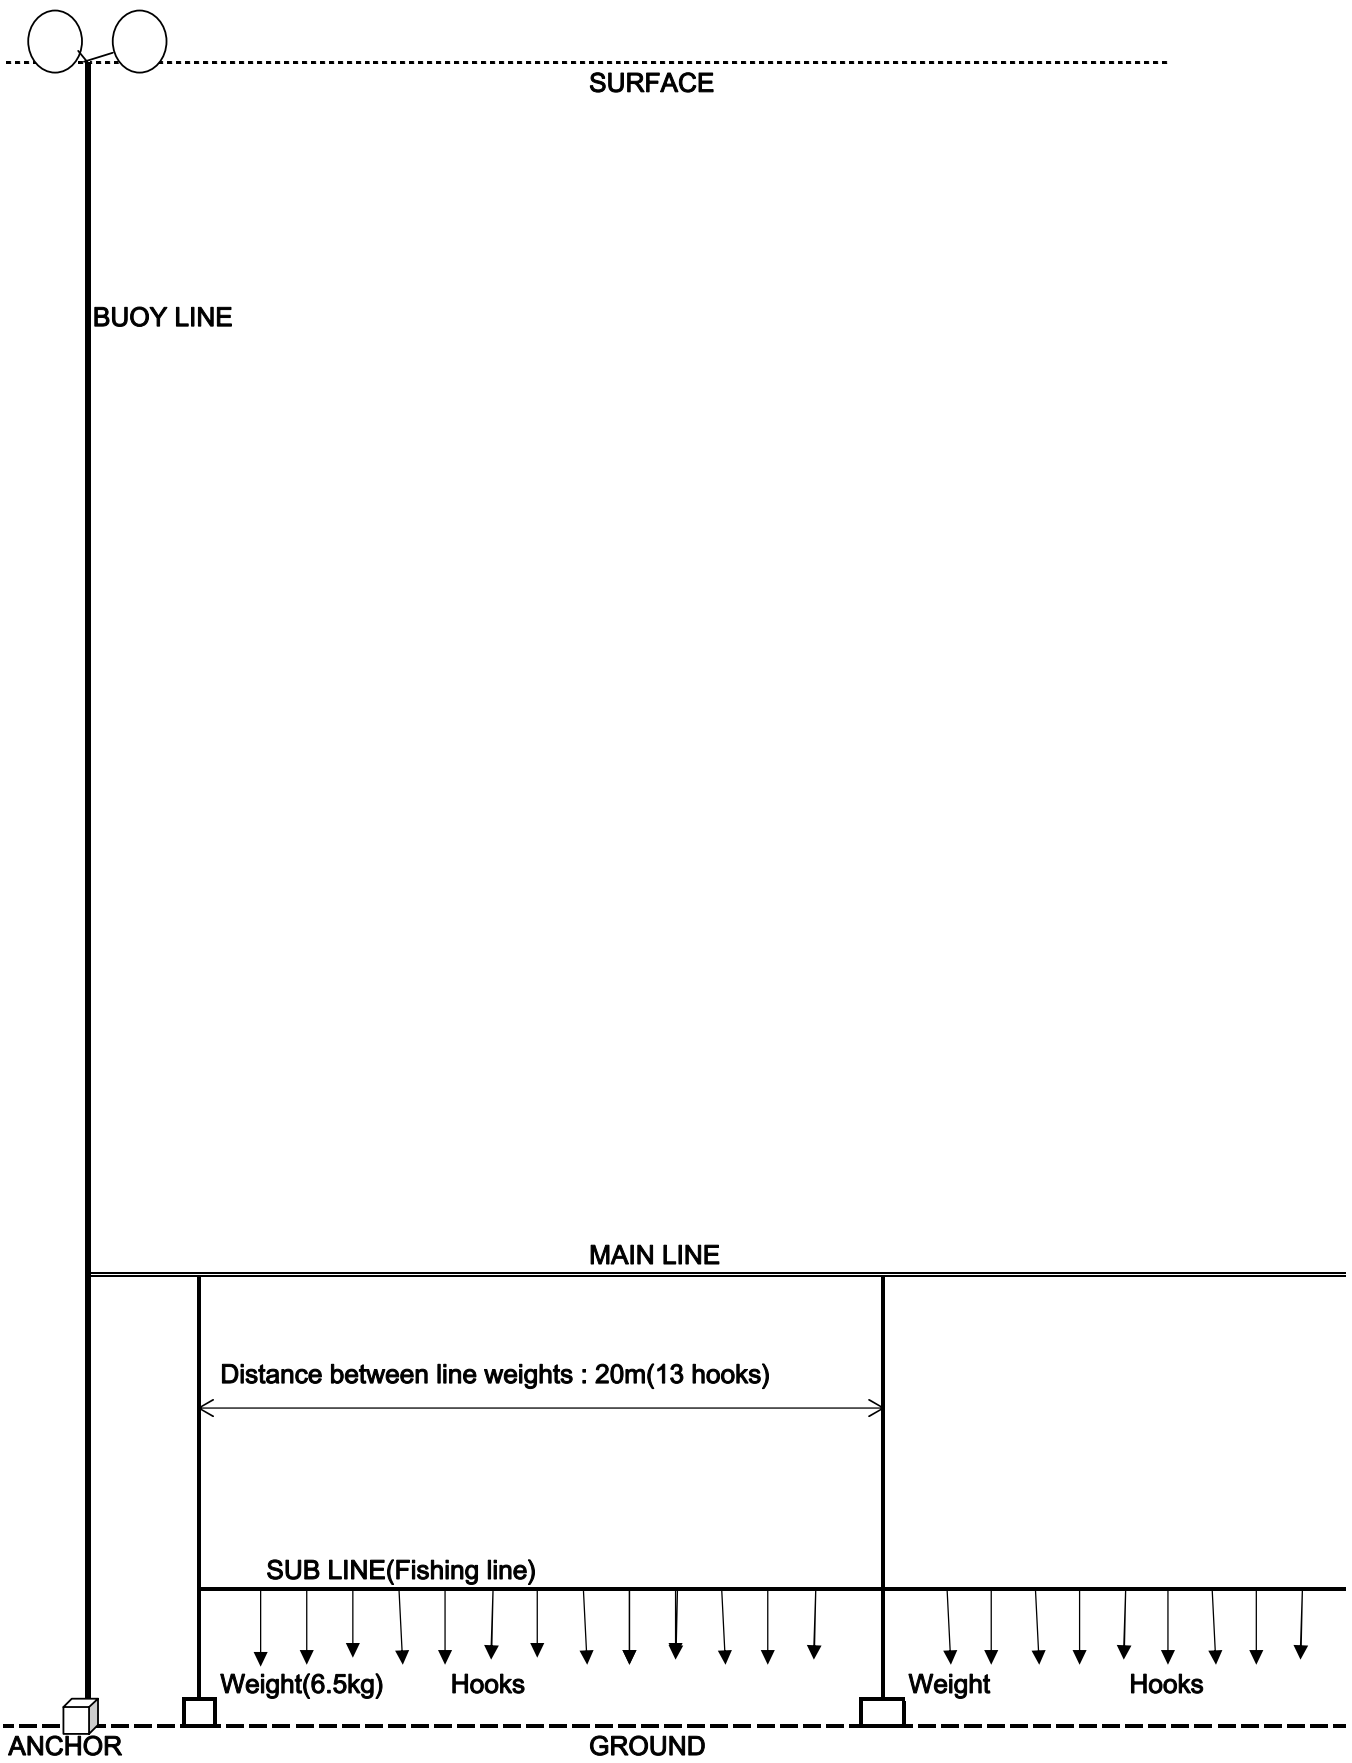 SURFACE
BUOY LINE
MAIN LINE
Distance between line weights : 20m(13 hooks)
SUB LINE(Fishing line)
Weight(6.5kg) Hooks Weight Hooks
ANCHOR GROUND